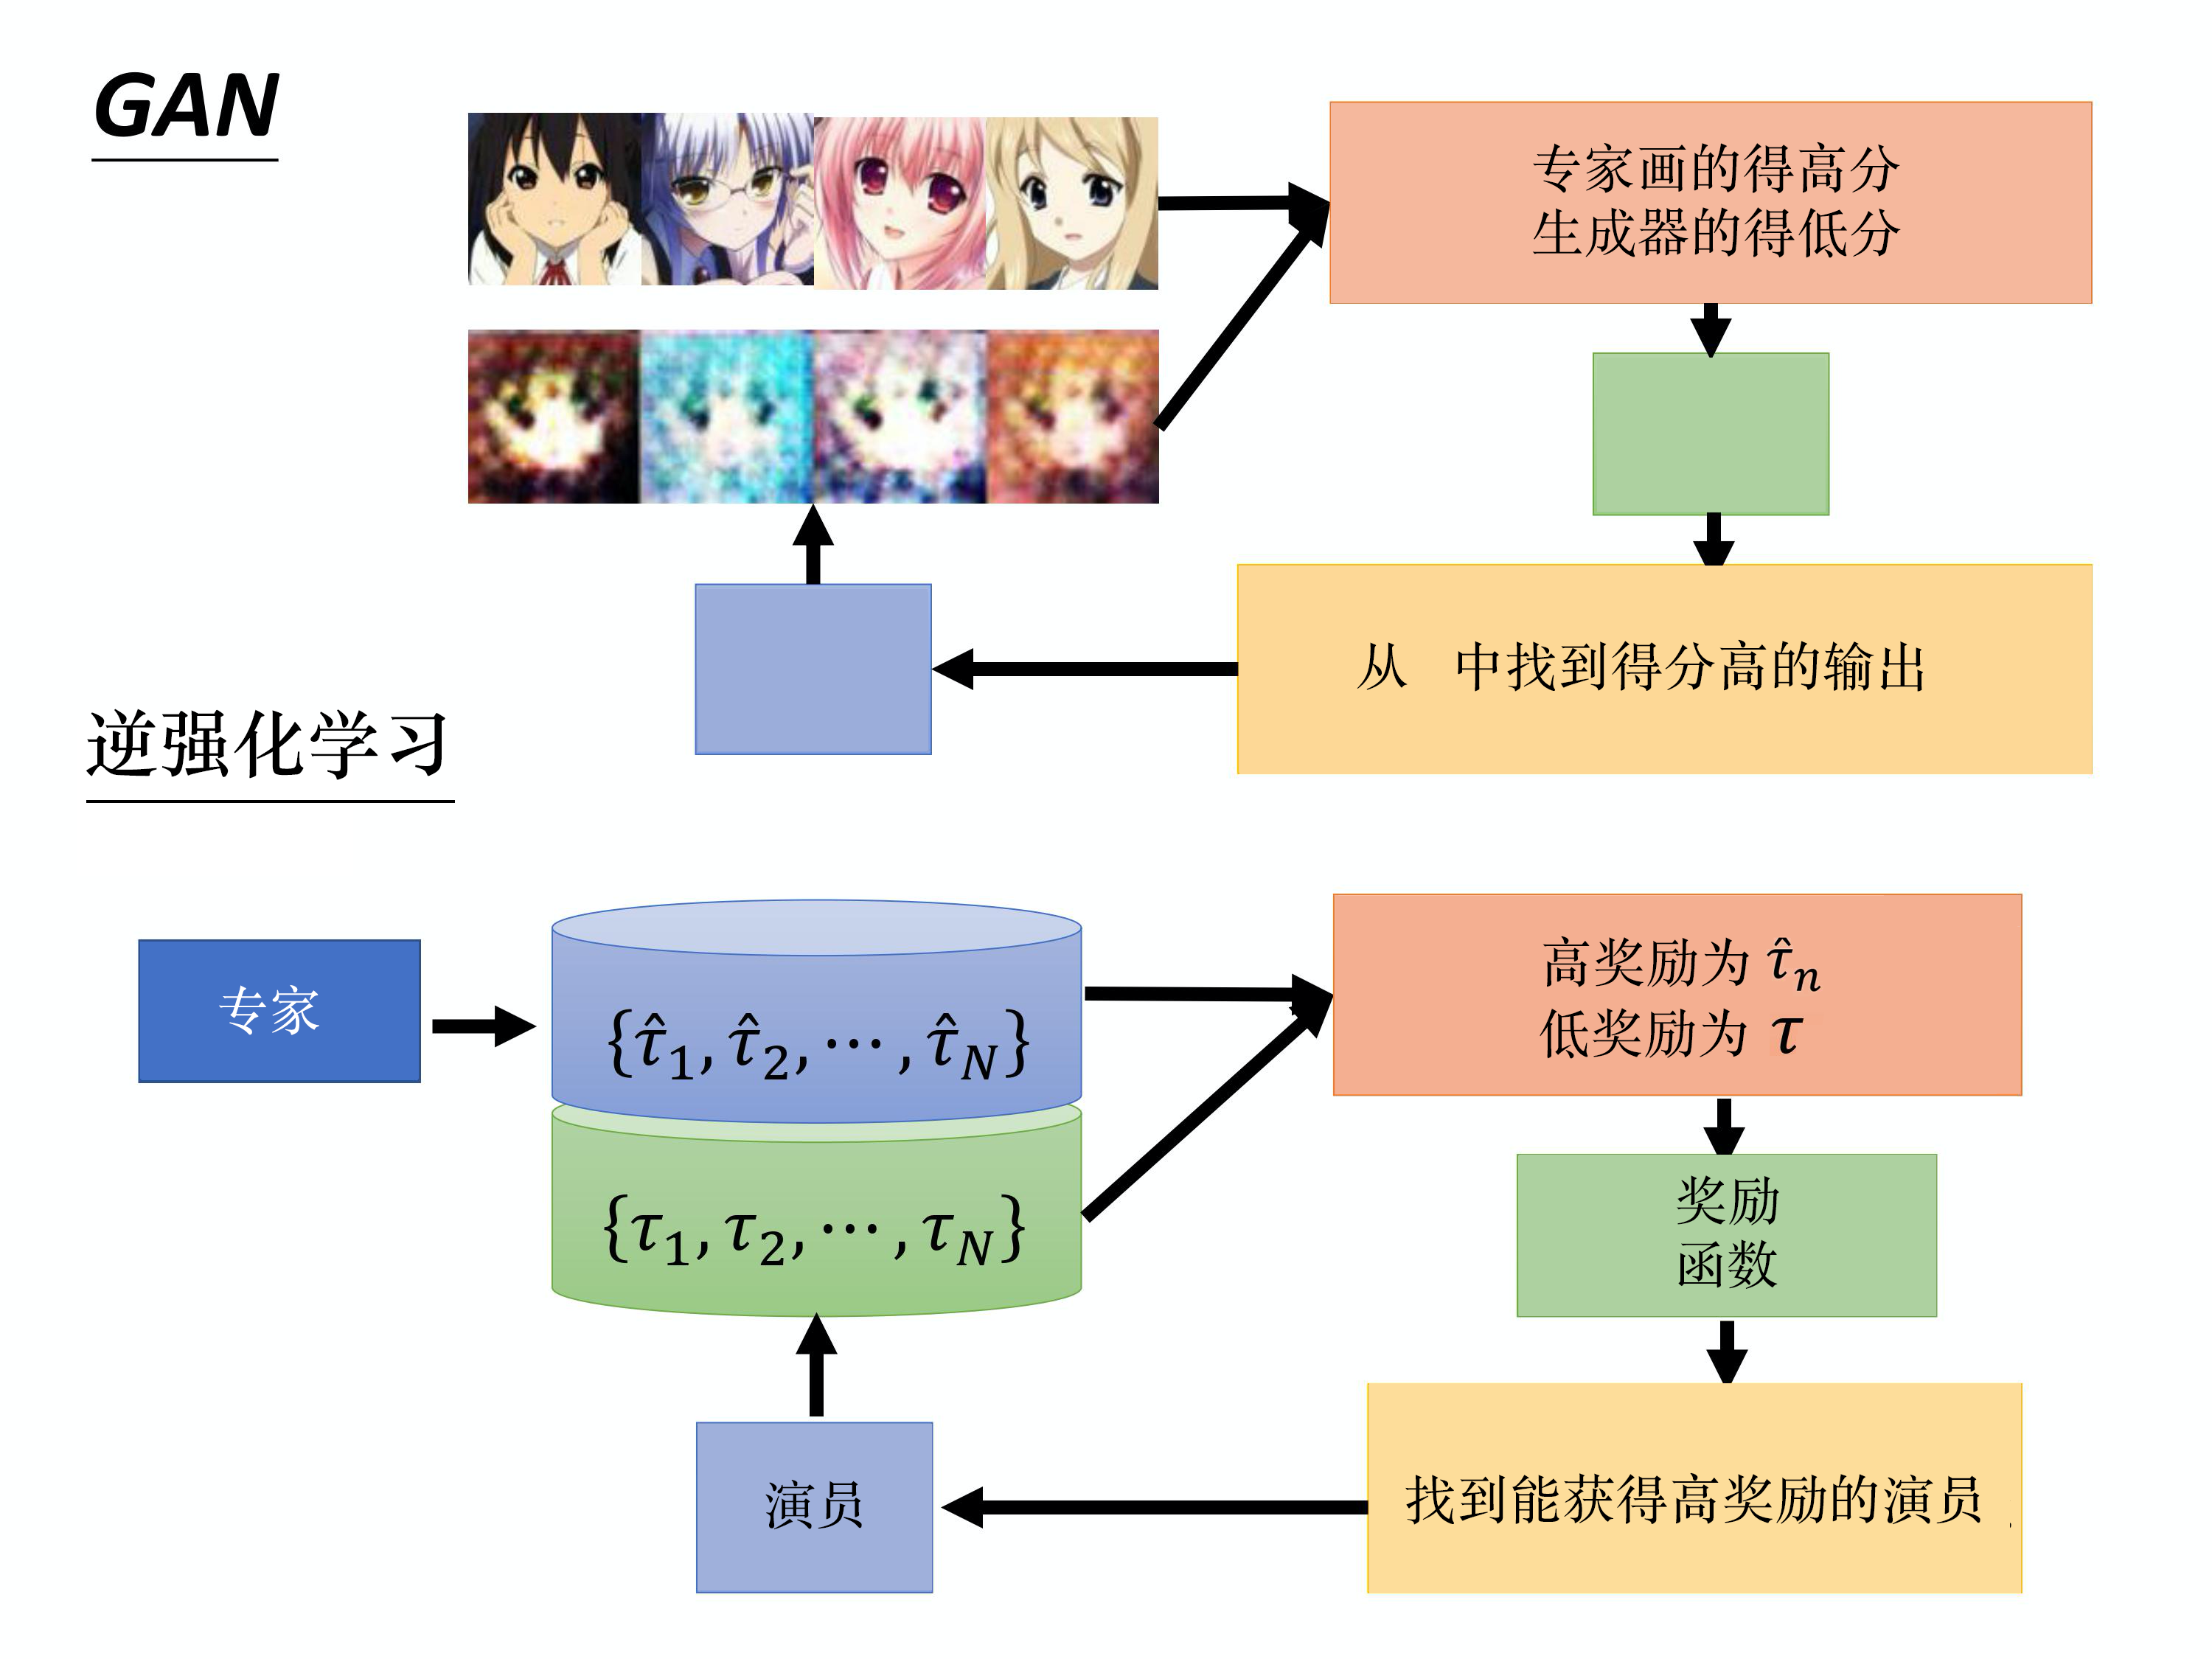 GAN
专家画的得高分
生成器的得低分
从 中找到得分高的输出
逆强化学习
专家
{τ̂₁, τ̂₂, ⋯, τ̂_N}
{τ₁, τ₂, ⋯, τ_N}
高奖励为 τ̂ₙ
低奖励为 τ
奖励
函数
演员
找到能获得高奖励的演员